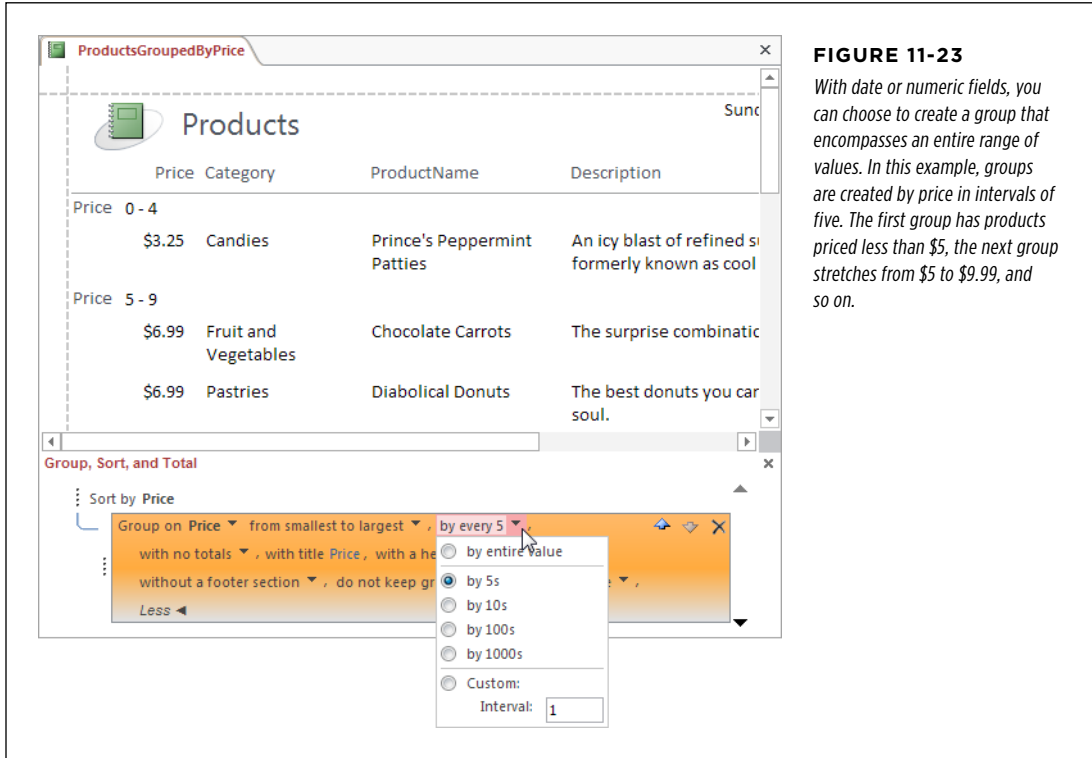 ProductsGroupedByPrice
Products
Sund
Price Category ProductName Description
Price 0 - 4
$3.25 Candies Prince's Peppermint An icy blast of refined su
Patties formerly known as cool
Price 5 - 9
$6.99 Fruit and Chocolate Carrots The surprise combinatic
Vegetables
$6.99 Pastries Diabolical Donuts The best donuts you car
soul.
Group, Sort, and Total
Sort by Price
Group on Price from smallest to largest , by every 5 ,
with no totals , with title Price , with a he
without a footer section , do not keep gr ,
Less
by entire value
by 5s
by 10s
by 100s
by 1000s
Custom:
Interval: 1
FIGURE 11-23
With date or numeric fields, you
can choose to create a group that
encompasses an entire range of
values. In this example, groups
are created by price in intervals of
five. The first group has products
priced less than $5, the next group
stretches from $5 to $9.99, and
so on.